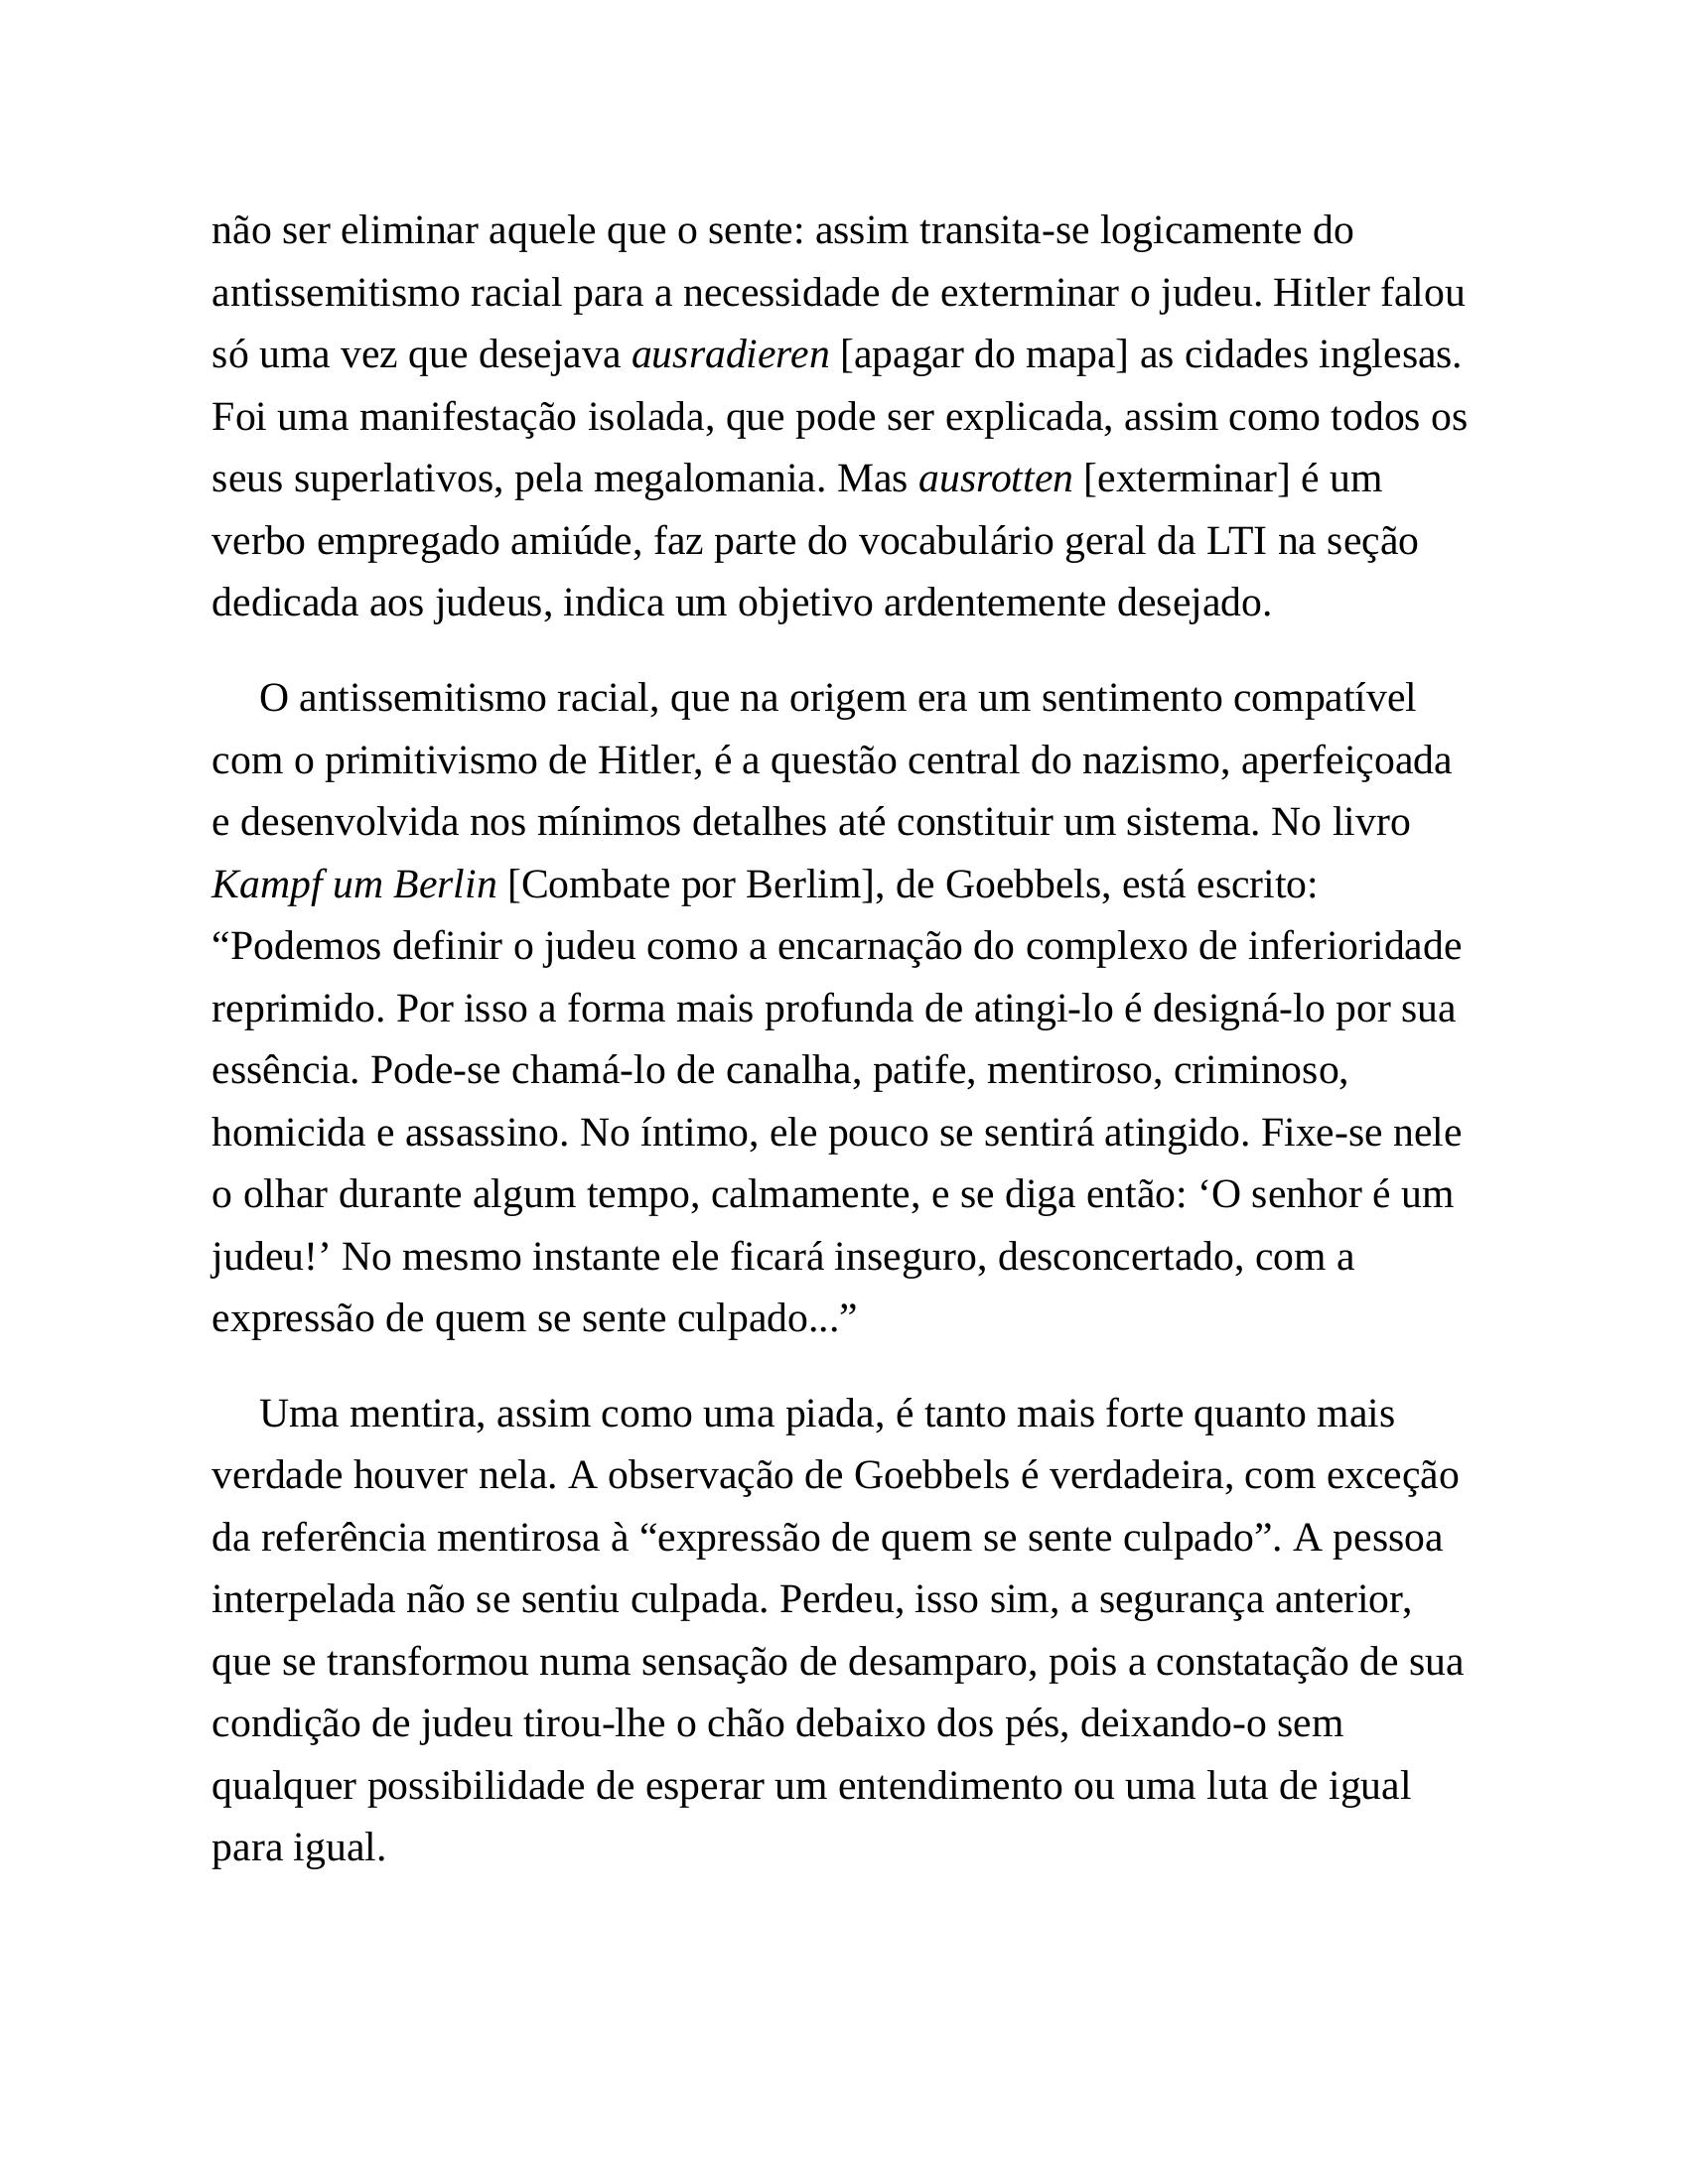 não ser eliminar aquele que o sente: assim transita-se logicamente do
antissemitismo racial para a necessidade de exterminar o judeu. Hitler falou
só uma vez que desejava ausradieren [apagar do mapa] as cidades inglesas.
Foi uma manifestação isolada, que pode ser explicada, assim como todos os
seus superlativos, pela megalomania. Mas ausrotten [exterminar] é um
verbo empregado amiúde, faz parte do vocabulário geral da LTI na seção
dedicada aos judeus, indica um objetivo ardentemente desejado.
O antissemitismo racial, que na origem era um sentimento compatível
com o primitivismo de Hitler, é a questão central do nazismo, aperfeiçoada
e desenvolvida nos mínimos detalhes até constituir um sistema. No livro
Kampf um Berlin [Combate por Berlim], de Goebbels, está escrito:
“Podemos definir o judeu como a encarnação do complexo de inferioridade
reprimido. Por isso a forma mais profunda de atingi-lo é designá-lo por sua
essência. Pode-se chamá-lo de canalha, patife, mentiroso, criminoso,
homicida e assassino. No íntimo, ele pouco se sentirá atingido. Fixe-se nele
o olhar durante algum tempo, calmamente, e se diga então: ‘O senhor é um
judeu!’ No mesmo instante ele ficará inseguro, desconcertado, com a
expressão de quem se sente culpado...”
Uma mentira, assim como uma piada, é tanto mais forte quanto mais
verdade houver nela. A observação de Goebbels é verdadeira, com exceção
da referência mentirosa à “expressão de quem se sente culpado”. A pessoa
interpelada não se sentiu culpada. Perdeu, isso sim, a segurança anterior,
que se transformou numa sensação de desamparo, pois a constatação de sua
condição de judeu tirou-lhe o chão debaixo dos pés, deixando-o sem
qualquer possibilidade de esperar um entendimento ou uma luta de igual
para igual.